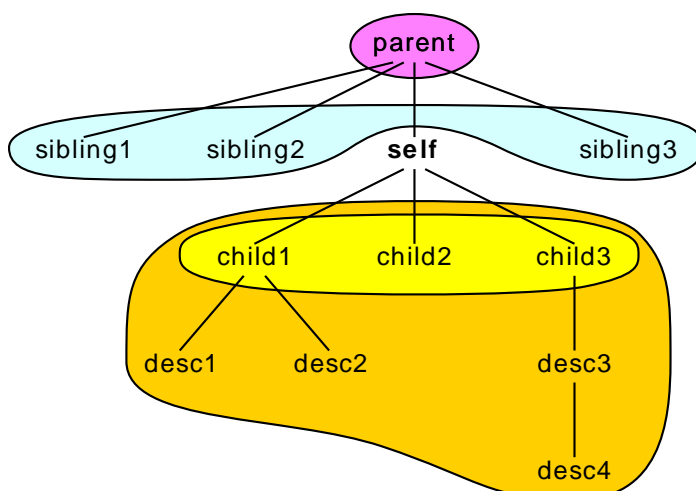 parent
sibling1 sibling2 self sibling3
child1 child2 child3
desc1 desc2 desc3
desc4